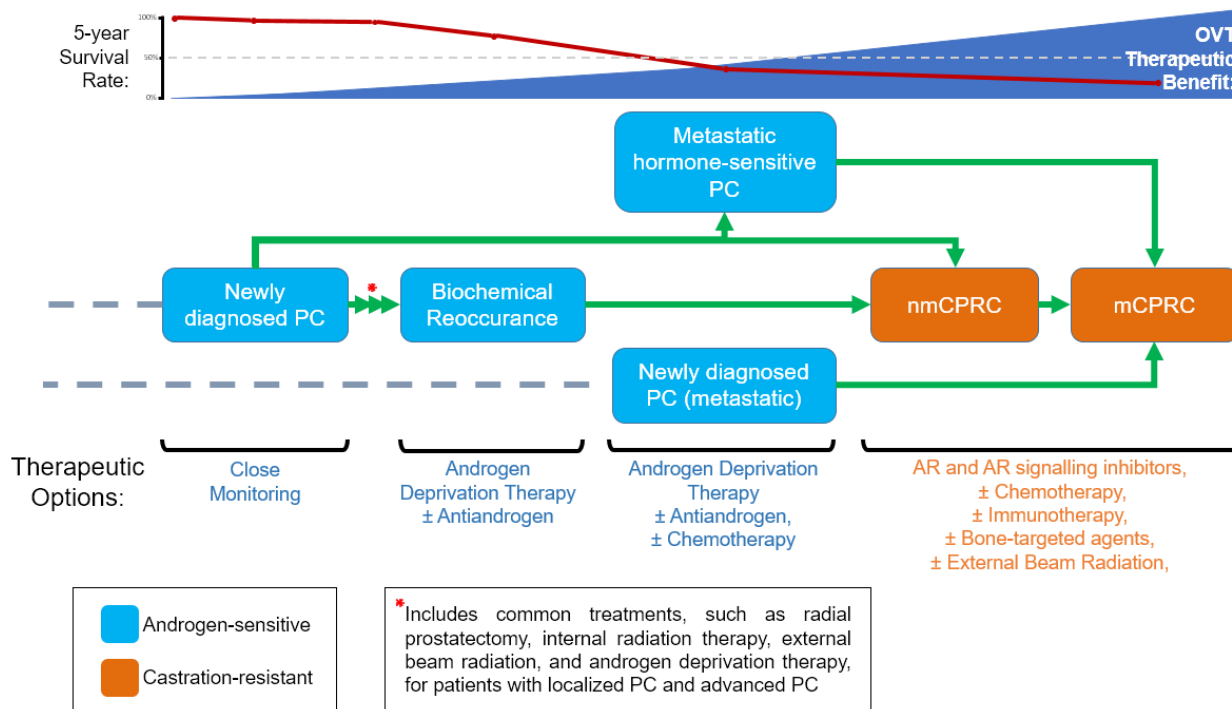 5-year
Survival
Rate:
100%
50%
0%
OVT
Therapeutic
Benefit:
Metastatic
hormone-sensitive
PC
Newly
diagnosed PC
*
Biochemical
Reoccurance
nmCPRC
mCPRC
Newly diagnosed
PC (metastatic)
Therapeutic
Options:
Close
Monitoring
Androgen
Deprivation Therapy
± Antiandrogen
Androgen Deprivation
Therapy
± Antiandrogen,
± Chemotherapy
AR and AR signalling inhibitors,
± Chemotherapy,
± Immunotherapy,
± Bone-targeted agents,
± External Beam Radiation,
Androgen-sensitive
Castration-resistant
*Includes common treatments, such as radial
prostatectomy, internal radiation therapy, external
beam radiation, and androgen deprivation therapy,
for patients with localized PC and advanced PC